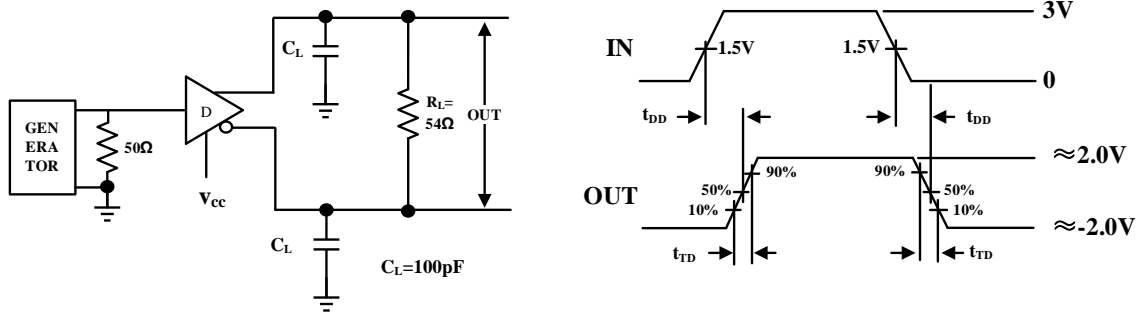 GEN
ERA
TOR
50Ω
D
Vcc
CL
RL=
54Ω
OUT
CL
CL=100pF
IN
1.5V
1.5V
3V
0
tDD
tDD
OUT
90%
50%
10%
90%
50%
10%
≈2.0V
≈-2.0V
tTD
tTD